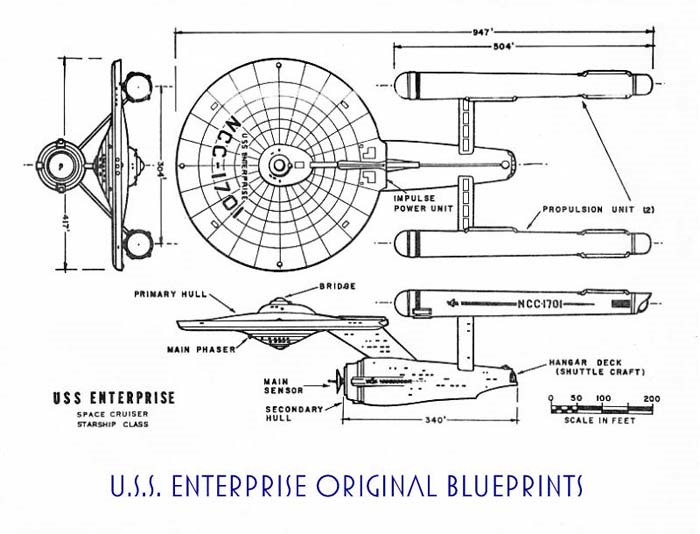 947'
504'
417'
304'
USS ENTERPRISE
NCC-1701
IMPULSE
POWER UNIT
PROPULSION UNIT (2)
PRIMARY HULL
BRIDGE
MAIN PHASER
NCC-1701
MAIN
SENSOR
SECONDARY
HULL
340'
HANGAR DECK
(SHUTTLE CRAFT)
USS ENTERPRISE
SPACE CRUISER
STARSHIP CLASS
0 50 100 200
SCALE IN FEET
U.S.S. ENTERPRISE ORIGINAL BLUEPRINTS